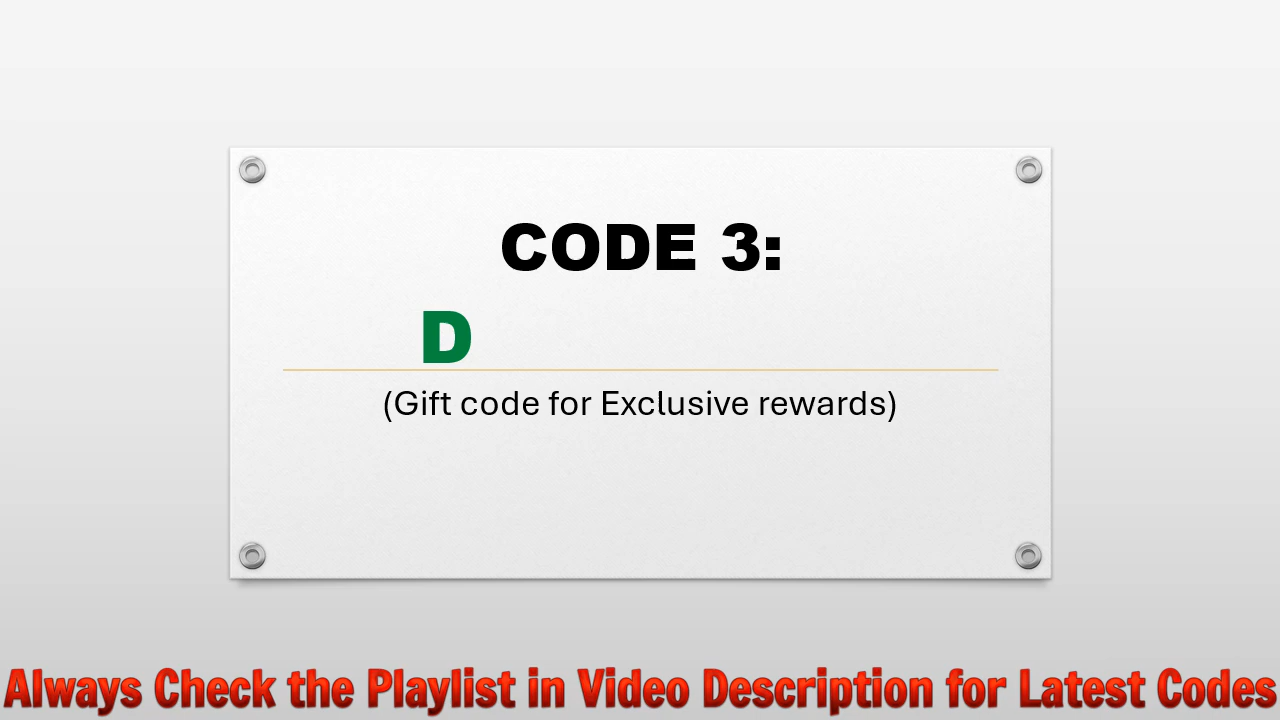 CODE 3:
D
(Gift code for Exclusive rewards)
Always Check the Playlist in Video Description for Latest Codes